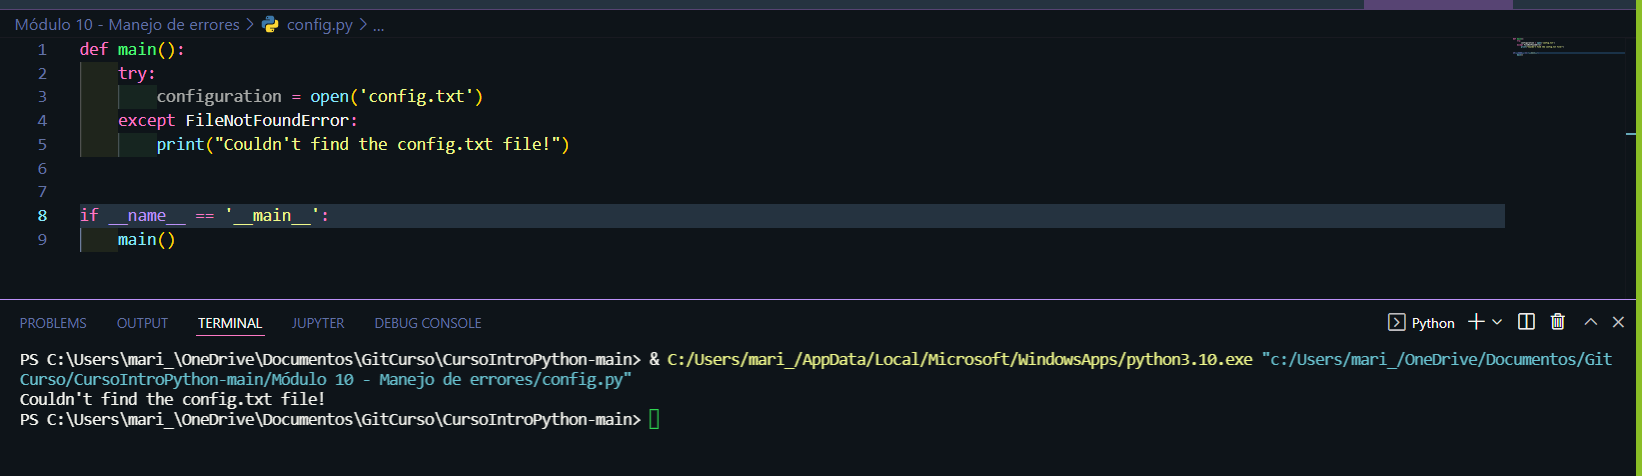 Módulo 10 - Manejo de errores > config.py > ...
1 def main():
2 try:
3 configuration = open('config.txt')
4 except FileNotFoundError:
5 print("Couldn't find the config.txt file!")
6
7
8 if __name__ == '__main__':
9 main()
PROBLEMS OUTPUT TERMINAL JUPYTER DEBUG CONSOLE Python
PS C:\Users\mari_\OneDrive\Documentos\GitCurso\CursoIntroPython-main> & C:/Users/mari_/AppData/Local/Microsoft/WindowsApps/python3.10.exe "c:/Users/mari_/OneDrive/Documentos/Git
Curso/CursoIntroPython-main/Módulo 10 - Manejo de errores/config.py"
Couldn't find the config.txt file!
PS C:\Users\mari_\OneDrive\Documentos\GitCurso\CursoIntroPython-main>